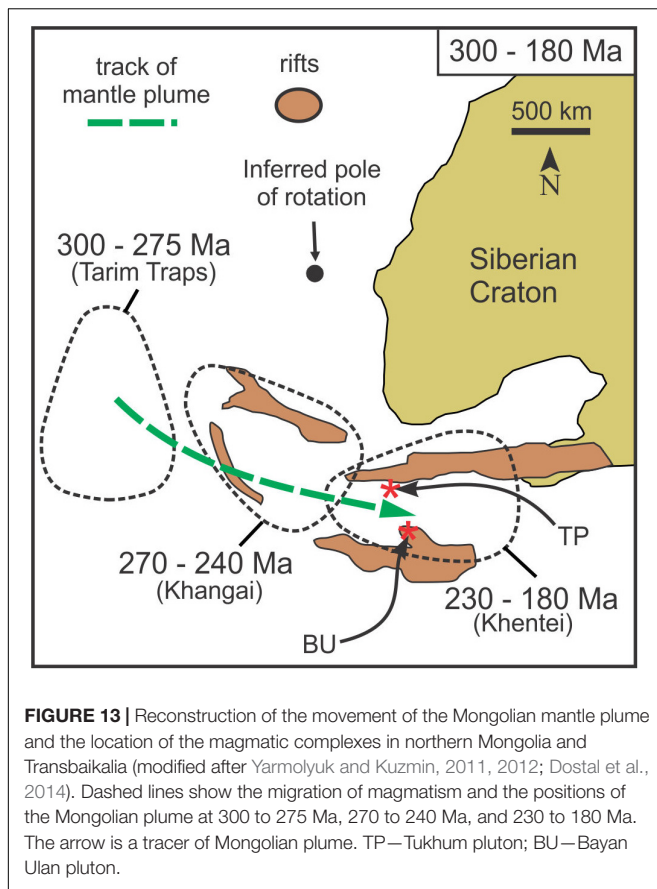 300 - 180 Ma
track of
mantle plume
rifts
500 km
N
Inferred pole
of rotation
300 - 275 Ma
(Tarim Traps)
Siberian
Craton
270 - 240 Ma
(Khangai)
TP
230 - 180 Ma
(Khentei)
BU
FIGURE 13 | Reconstruction of the movement of the Mongolian mantle plume
and the location of the magmatic complexes in northern Mongolia and
Transbaikalia (modified after Yarmolyuk and Kuzmin, 2011, 2012; Dostal et al.,
2014). Dashed lines show the migration of magmatism and the positions of
the Mongolian plume at 300 to 275 Ma, 270 to 240 Ma, and 230 to 180 Ma.
The arrow is a tracer of Mongolian plume. TP—Tukhum pluton; BU—Bayan
Ulan pluton.